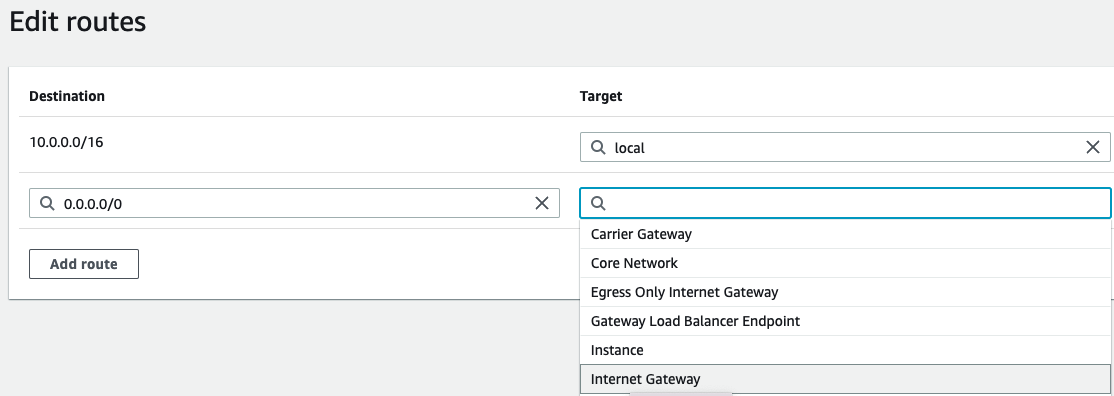 Edit routes
Destination Target
10.0.0.0/16 local
0.0.0.0/0
Carrier Gateway
Core Network
Add route
Egress Only Internet Gateway
Gateway Load Balancer Endpoint
Instance
Internet Gateway